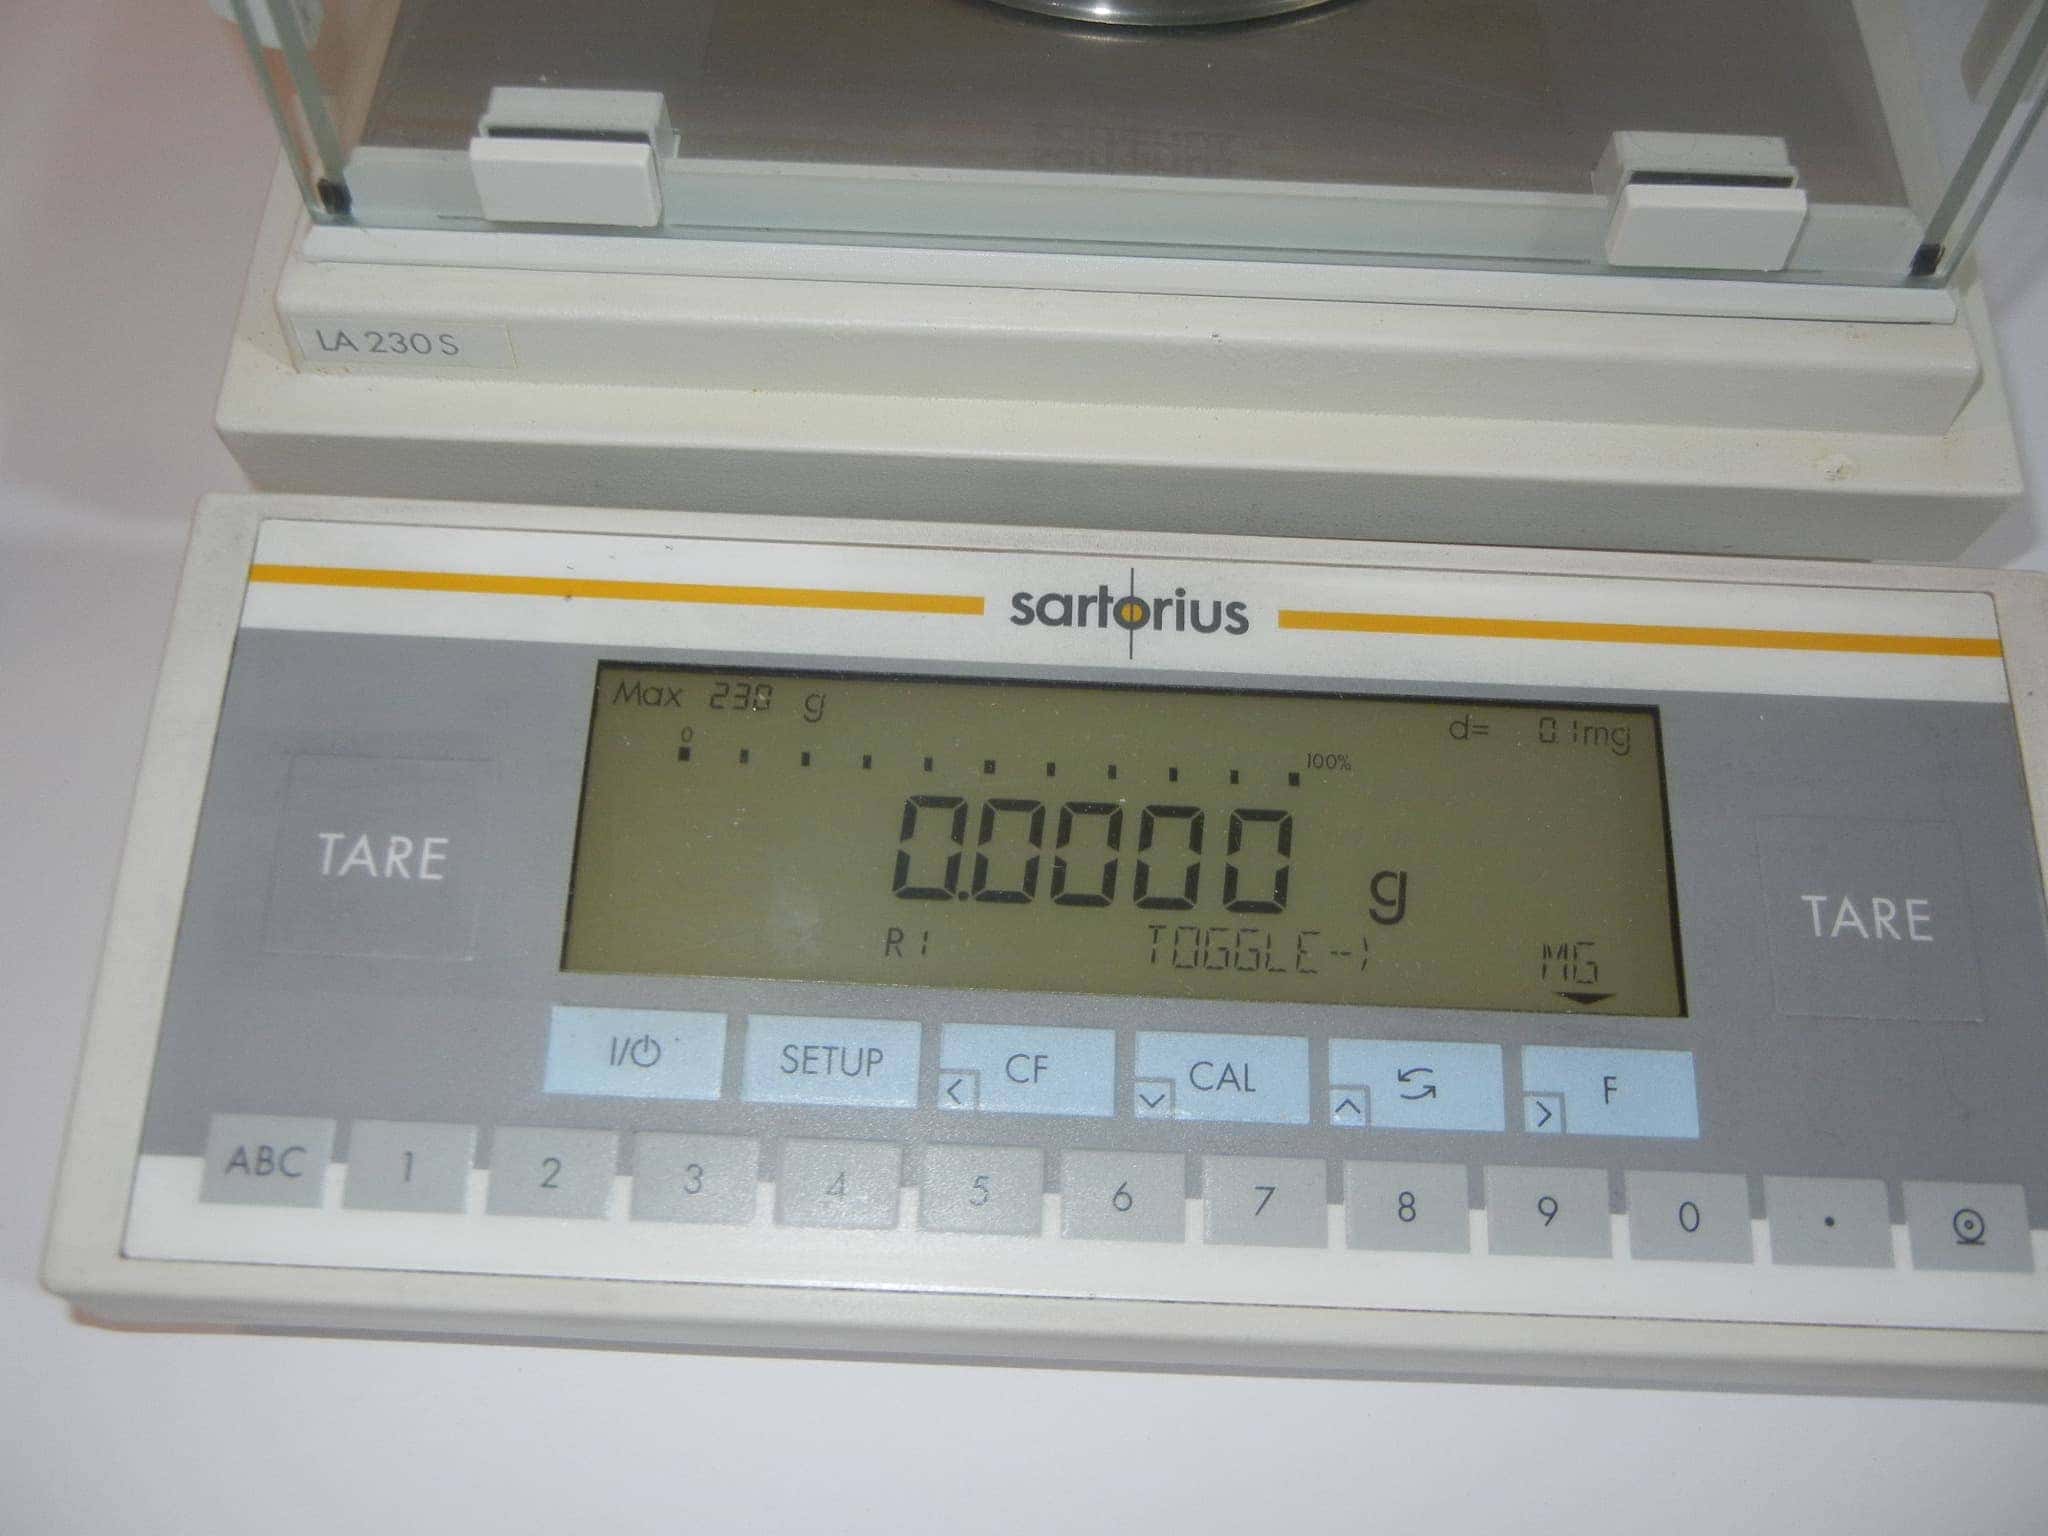 LA 230 S
sartorius
Max 230 g
d= 0.1mg
0
100%
0.0000 g
R1 TOGGLE--> MG
TARE
TARE
I/⏻ SETUP CF CAL F
ABC 1 2 3 4 5 6 7 8 9 0 .